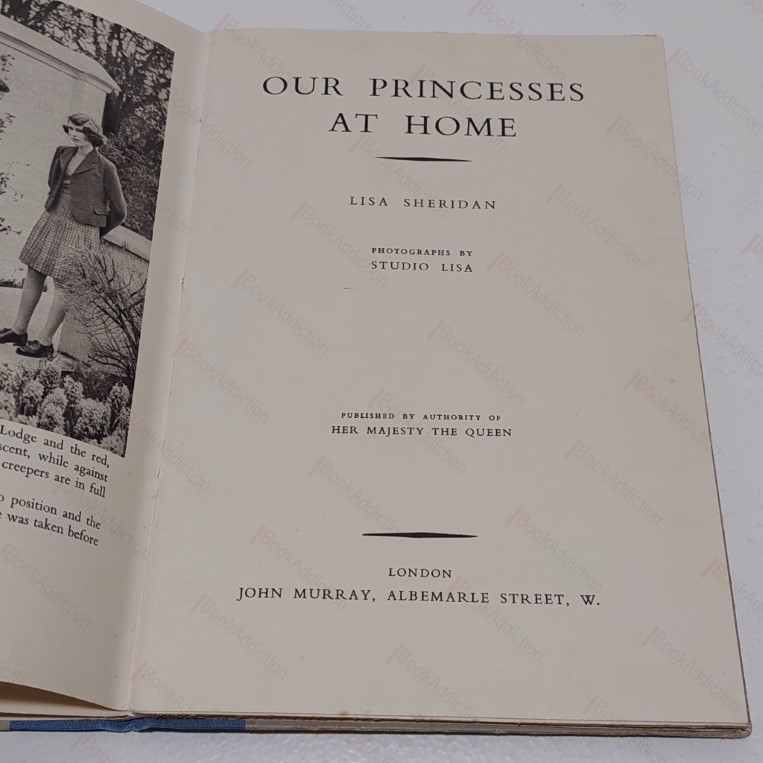 Lodge and the red,
scent, while against
creepers are in full
position and the
was taken before
OUR PRINCESSES
AT HOME
LISA SHERIDAN
PHOTOGRAPHS BY
STUDIO LISA
PUBLISHED BY AUTHORITY OF
HER MAJESTY THE QUEEN
LONDON
JOHN MURRAY, ALBEMARLE STREET, W.
BookAddiction